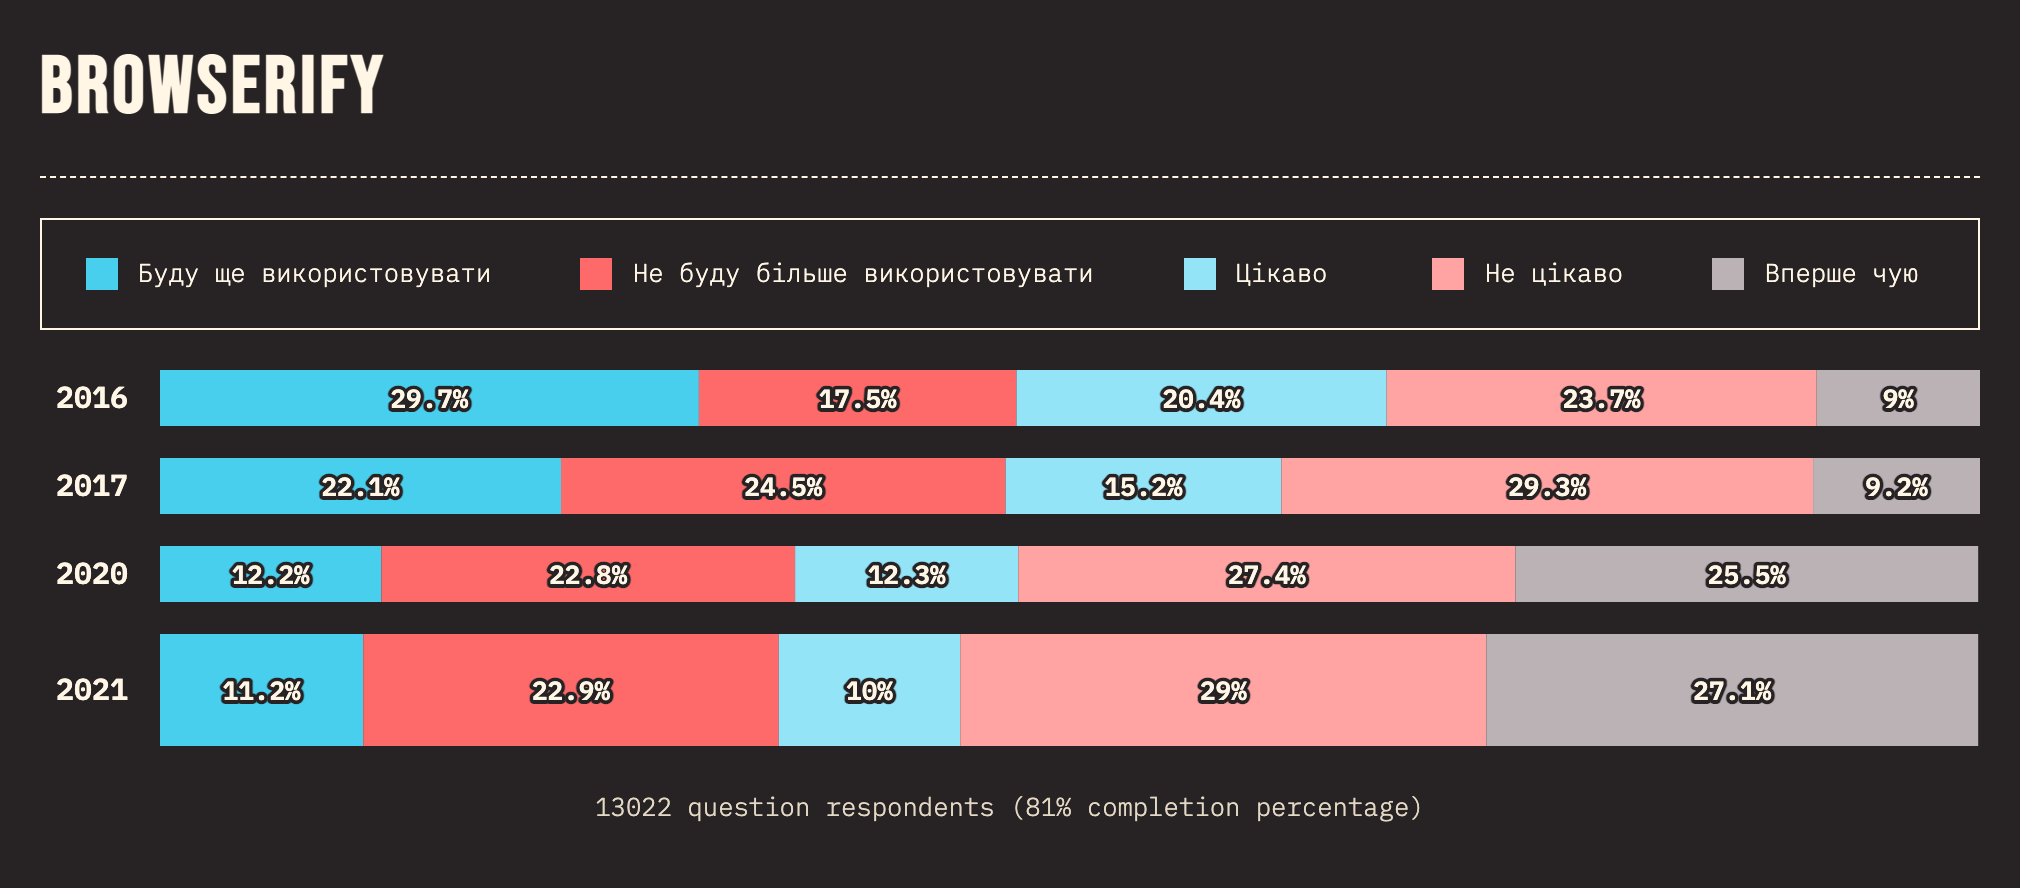 BROWSERIFY
Буду ще використовувати Не буду більше використовувати Цікаво Не цікаво Вперше чую
2016 29.7% 17.5% 20.4% 23.7% 9%
2017 22.1% 24.5% 15.2% 29.3% 9.2%
2020 12.2% 22.8% 12.3% 27.4% 25.5%
2021 11.2% 22.9% 10% 29% 27.1%
13022 question respondents (81% completion percentage)